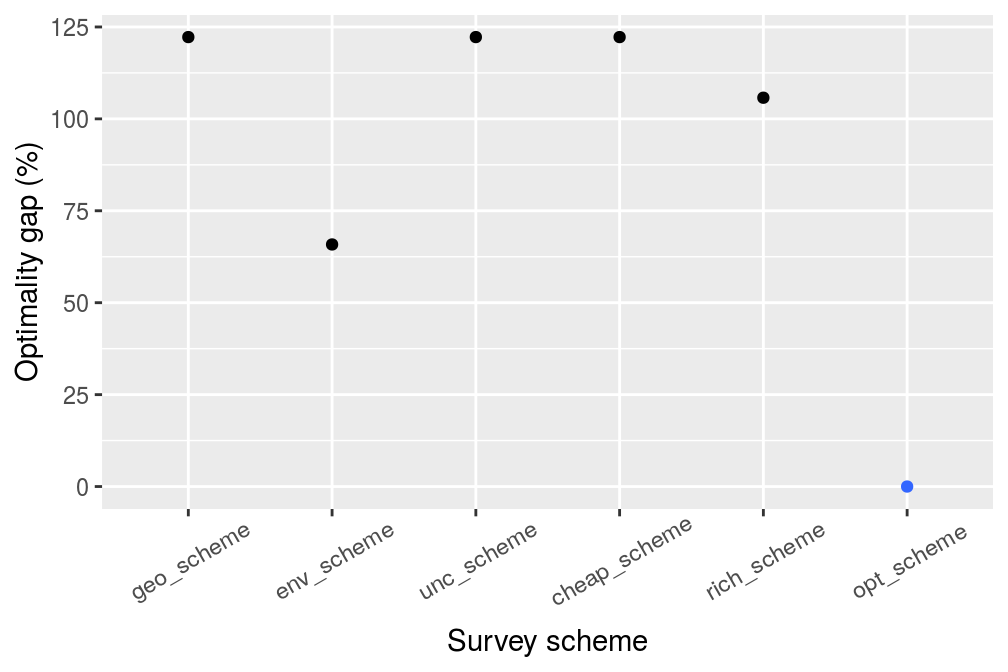 Optimality gap (%)
125
100
75
50
25
0
geo_scheme
env_scheme
unc_scheme
cheap_scheme
rich_scheme
opt_scheme
Survey scheme